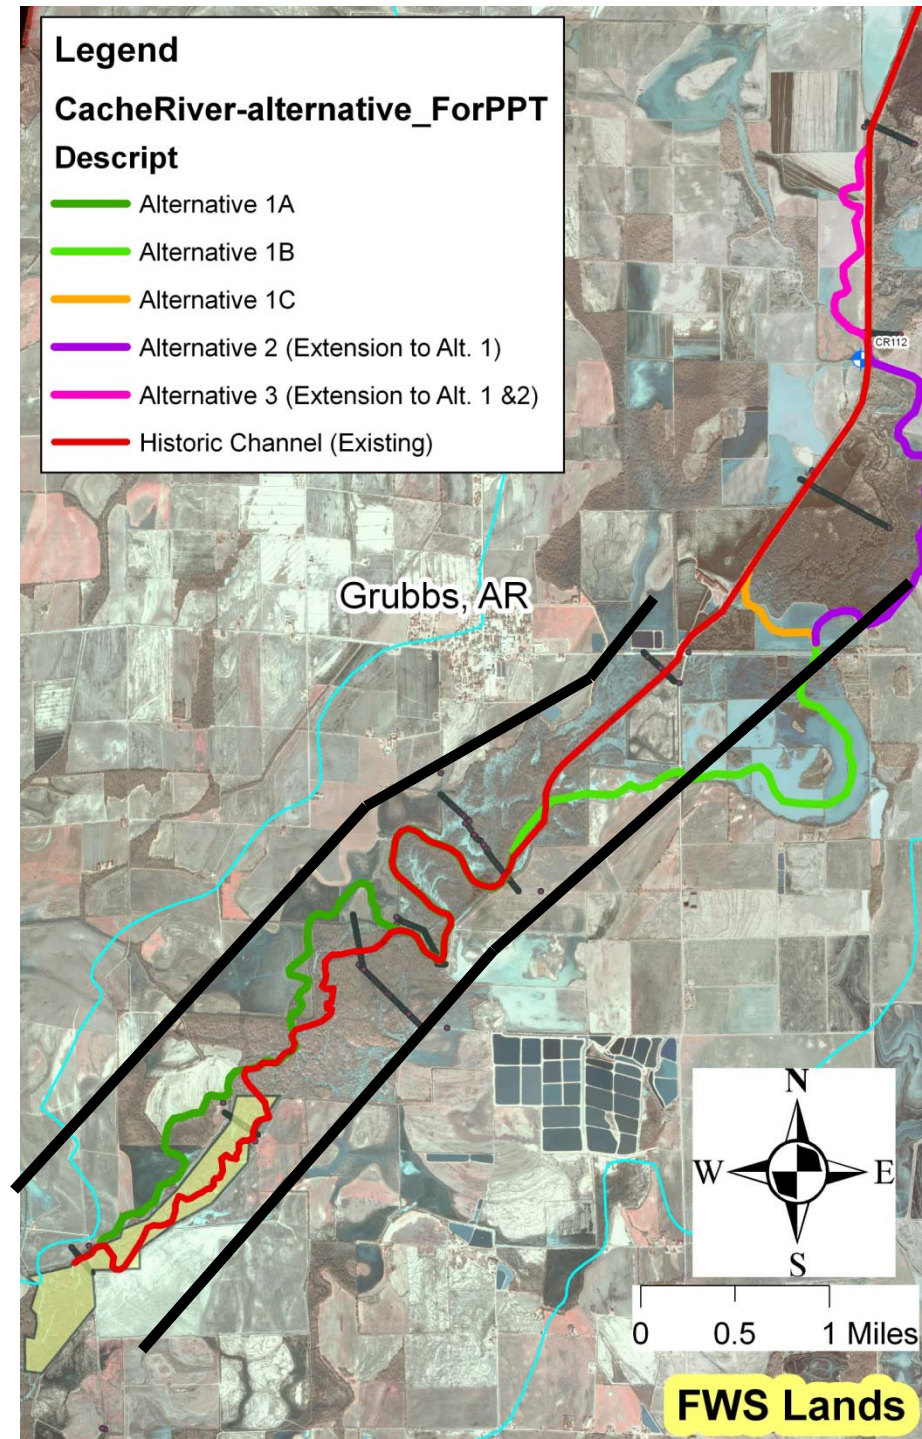 Legend
CacheRiver-alternative_ForPPT
Descript
Alternative 1A
Alternative 1B
Alternative 1C
Alternative 2 (Extension to Alt. 1)
Alternative 3 (Extension to Alt. 1 &2)
Historic Channel (Existing)
CR112
Grubbs, AR
N
W E
S
0 0.5 1 Miles
FWS Lands